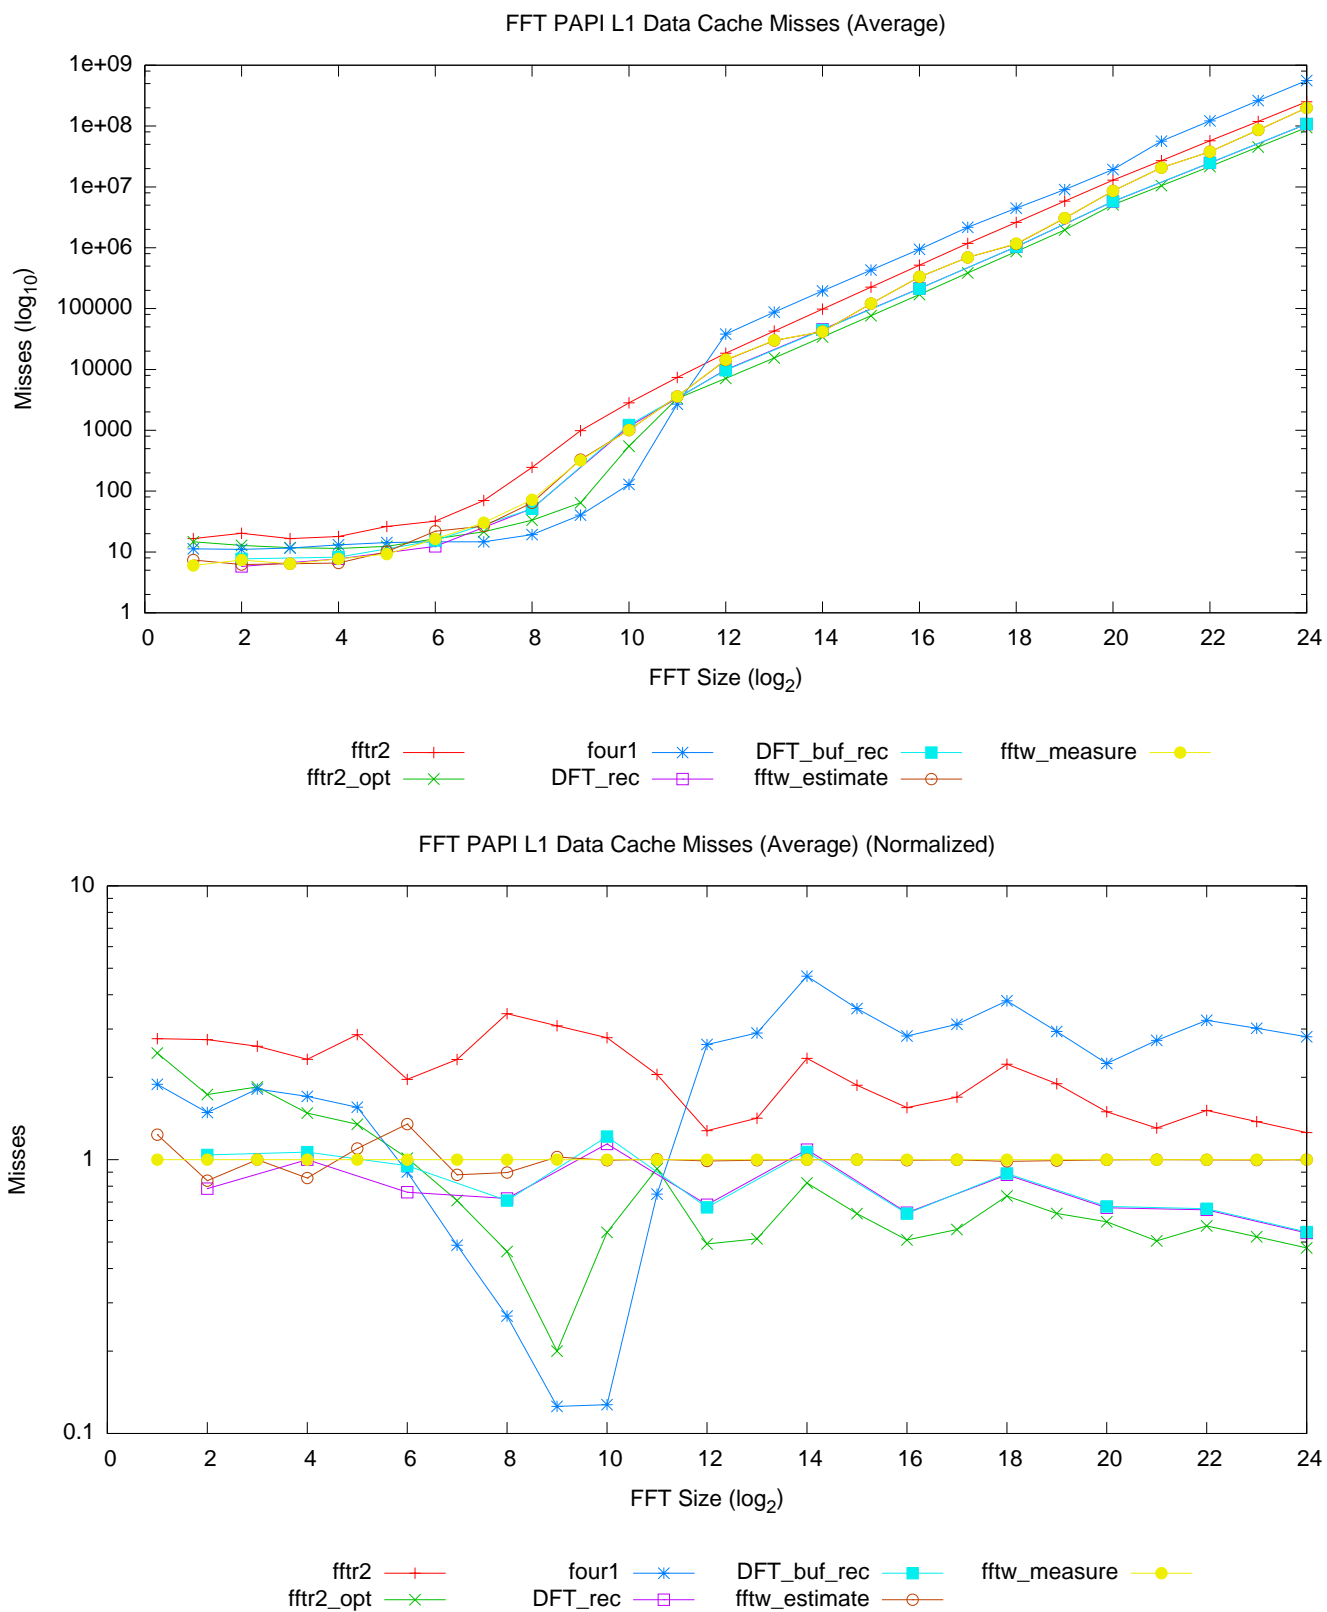 FFT PAPI L1 Data Cache Misses (Average)
1e+09
1e+08
1e+07
1e+06
100000
10000
1000
100
10
1
Misses (log10)
0 2 4 6 8 10 12 14 16 18 20 22 24
FFT Size (log2)
fftr2 four1 DFT_buf_rec fftw_measure
fftr2_opt DFT_rec fftw_estimate
FFT PAPI L1 Data Cache Misses (Average) (Normalized)
10
1
0.1
Misses
0 2 4 6 8 10 12 14 16 18 20 22 24
FFT Size (log2)
fftr2 four1 DFT_buf_rec fftw_measure
fftr2_opt DFT_rec fftw_estimate